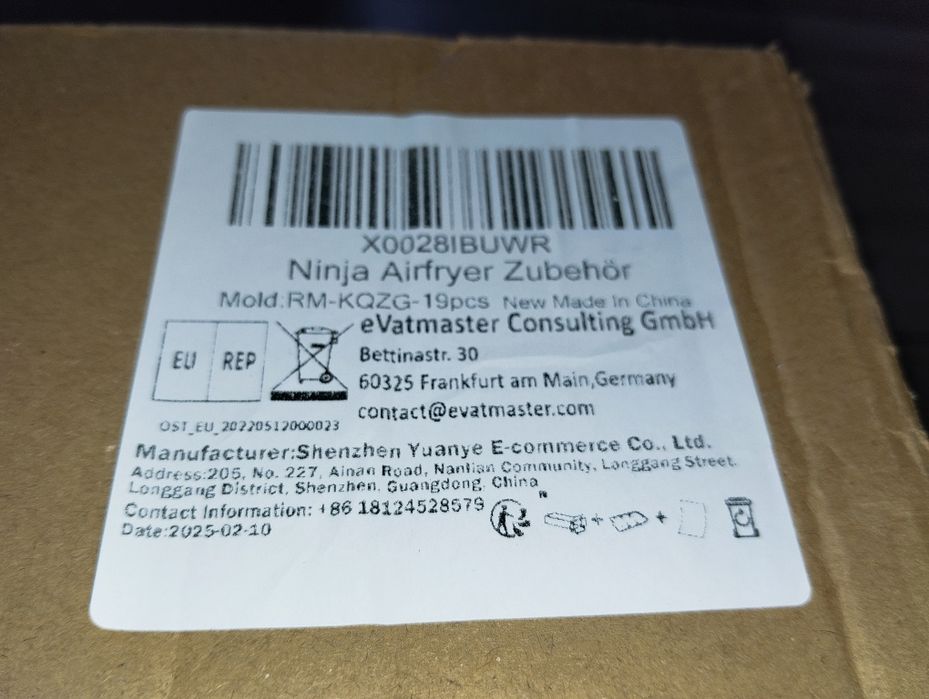 X0028IBUWR
Ninja Airfryer Zubehör
Mold:RM-KQZG-19pcs New Made In China
eVatmaster Consulting GmbH
EU REP
Bettinastr. 30
60325 Frankfurt am Main,Germany
contact@evatmaster.com
OST_EU_20220512000023
Manufacturer:Shenzhen Yuanye E-commerce Co., Ltd.
Address:205, No. 227, Ainan Road, Nanlian Community, Longgang Street,
Longgang District, Shenzhen, Guangdong, China
Contact Information: +86 18124528579
Date:2025-02-10